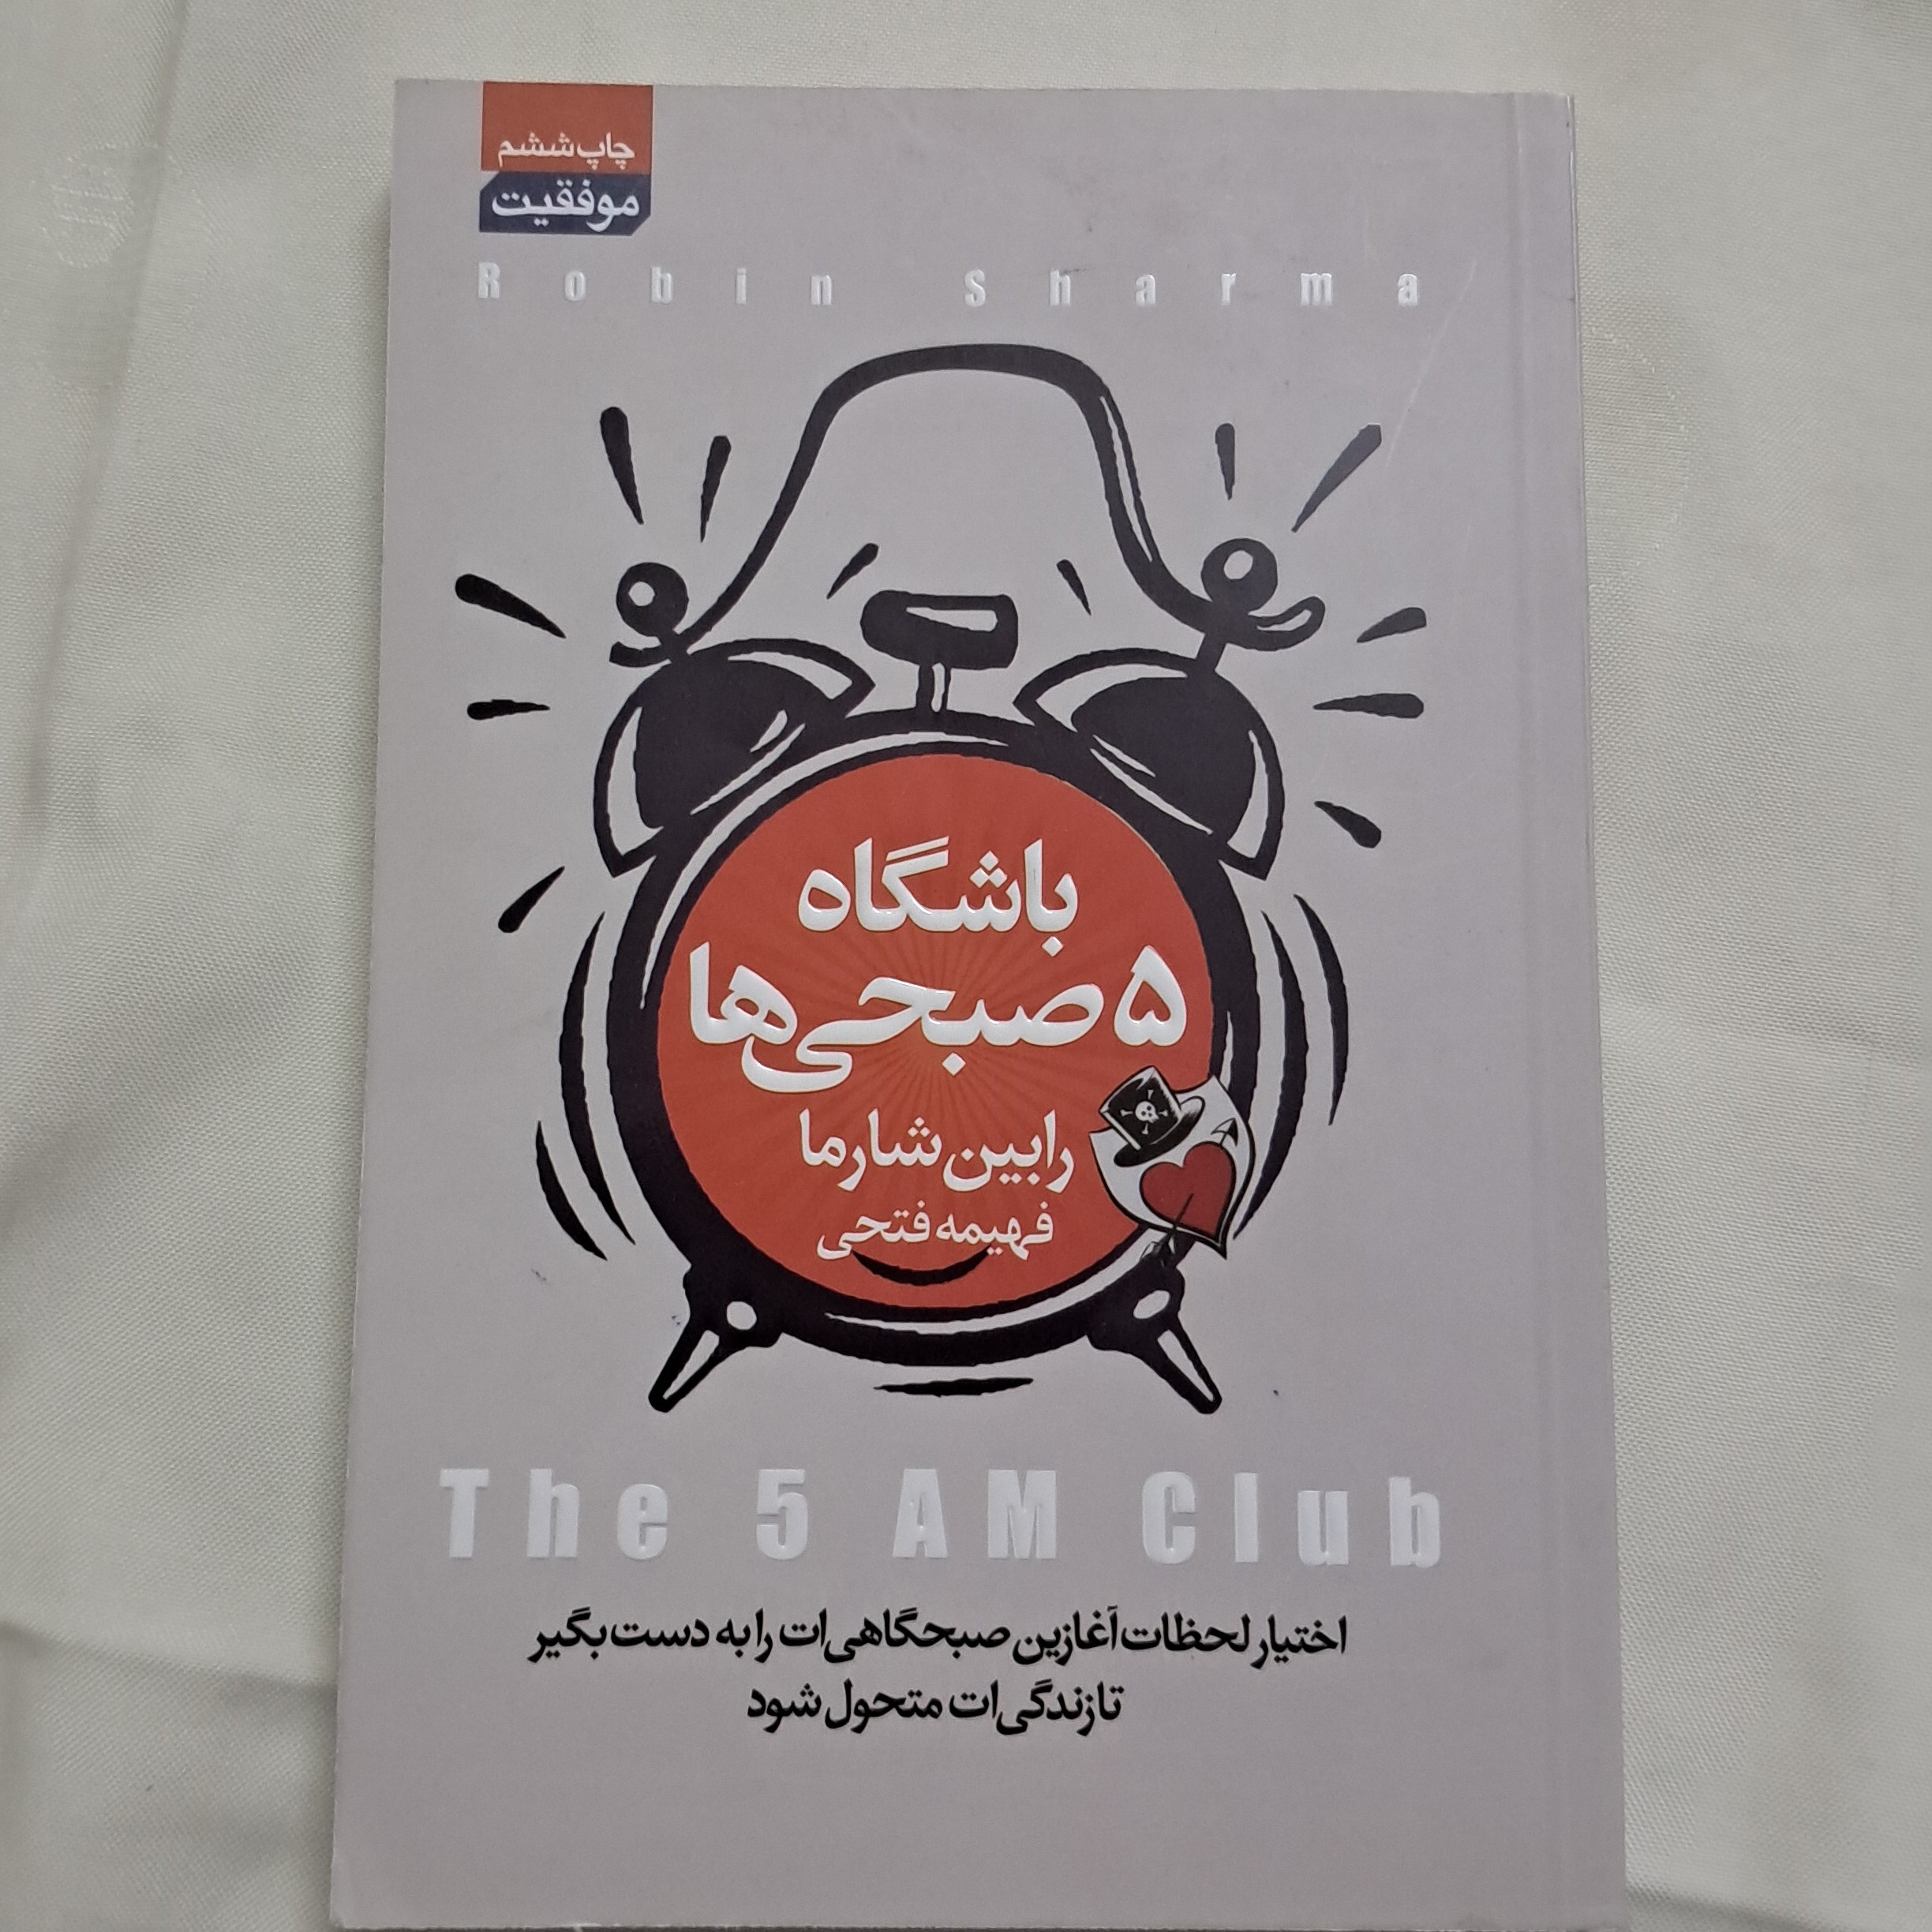 چاپ ششم
موفقیت
Robin Sharma
باشگاه
۵ صبحی‌ها
رابین شارما
فهیمه فتحی
The 5 AM Club
اختیار لحظات آغازین صبحگاهی‌ات را به دست بگیر
تا زندگی‌ات متحول شود